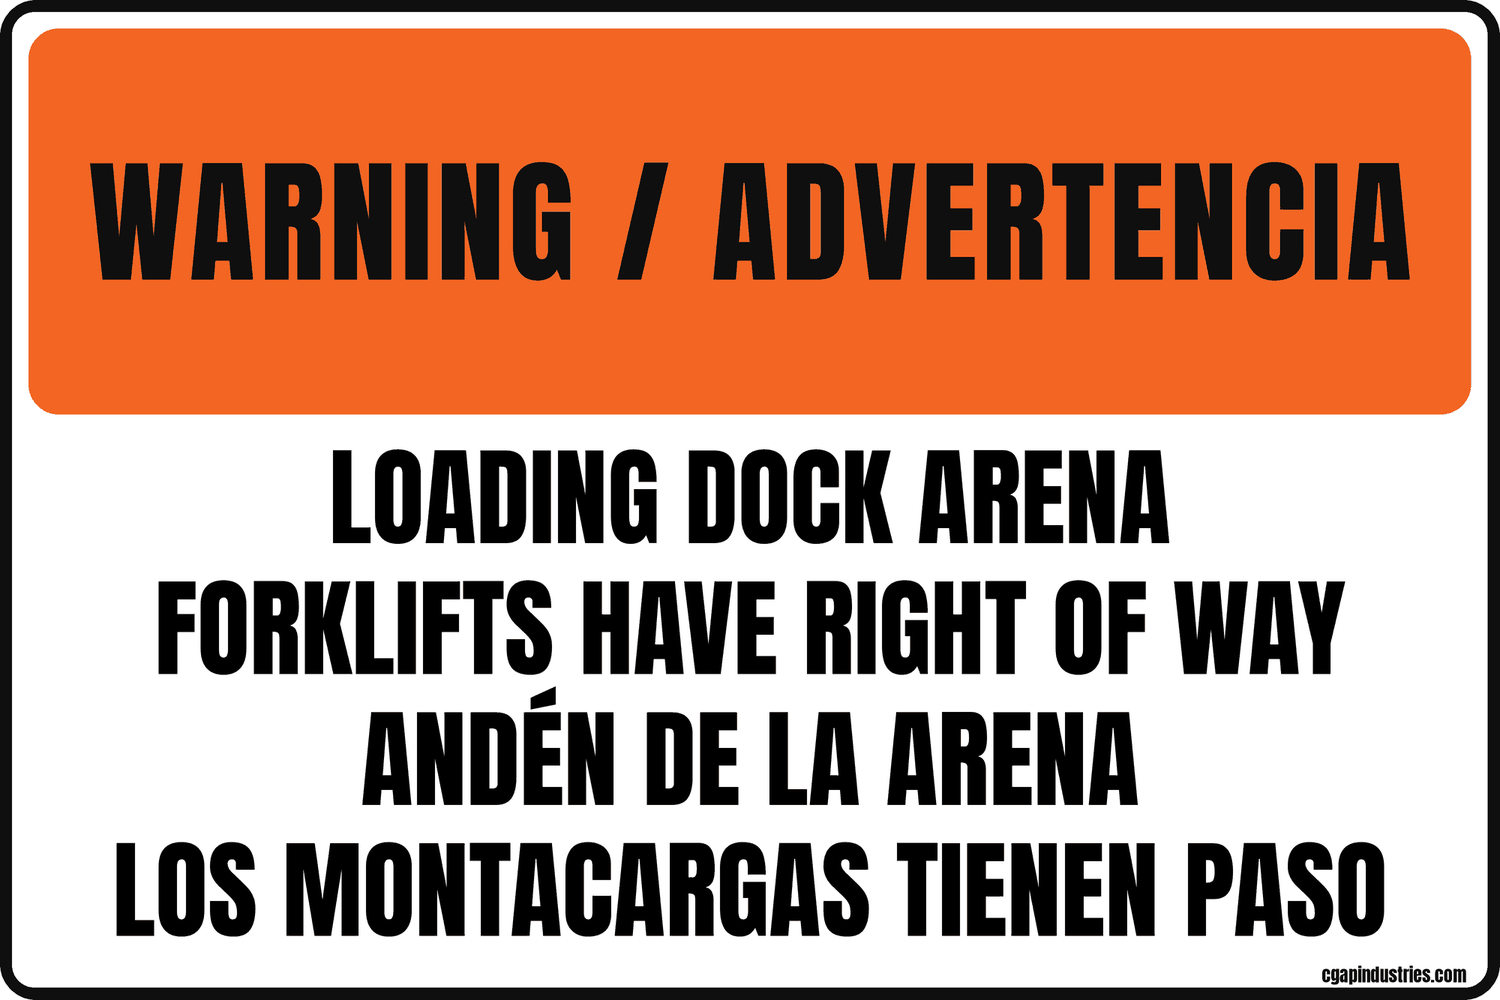 WARNING / ADVERTENCIA
LOADING DOCK ARENA
FORKLIFTS HAVE RIGHT OF WAY
ANDÉN DE LA ARENA
LOS MONTACARGAS TIENEN PASO
cgapindustries.com